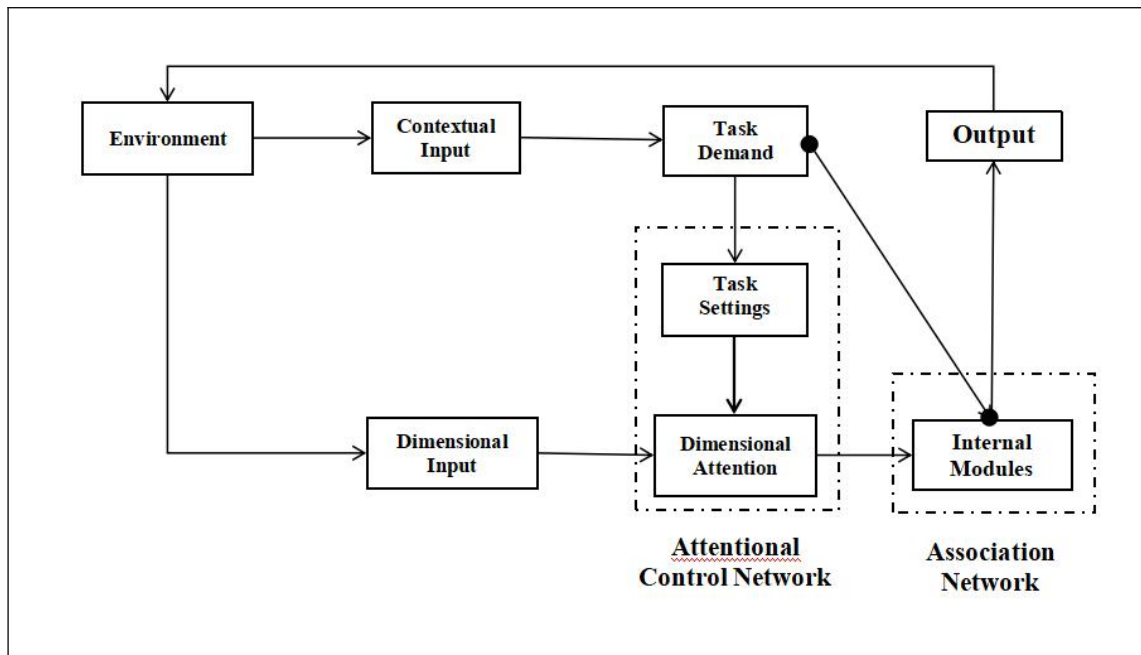 Environment
Contextual
Input
Task
Demand
Output
Task
Settings
Dimensional
Input
Dimensional
Attention
Internal
Modules
Attentional
Control Network
Association
Network